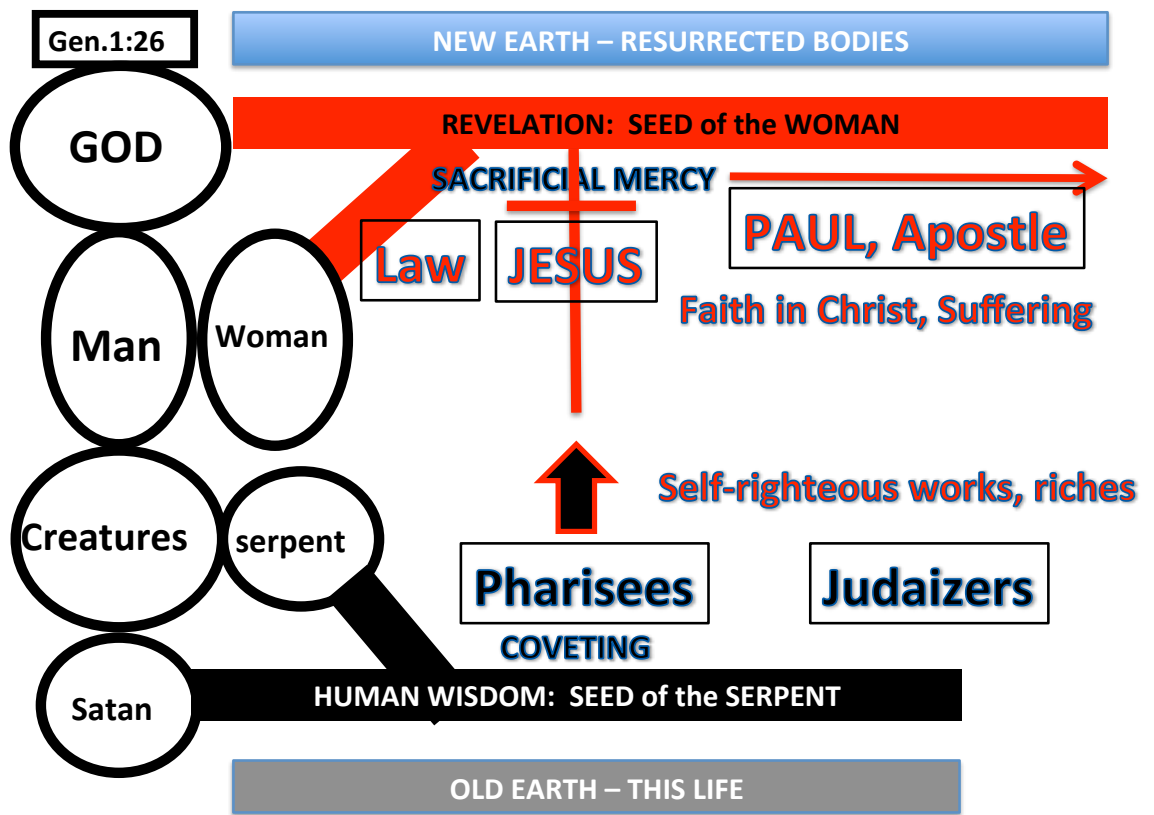 Gen.1:26
NEW EARTH – RESURRECTED BODIES
GOD
REVELATION:  SEED of the WOMAN
SACRIFICIAL MERCY
PAUL, Apostle
Law
JESUS
Faith in Christ, Suffering
Man
Woman
Self-righteous works, riches
Creatures
serpent
Pharisees
Judaizers
COVETING
HUMAN WISDOM:  SEED of the SERPENT
Satan
OLD EARTH – THIS LIFE